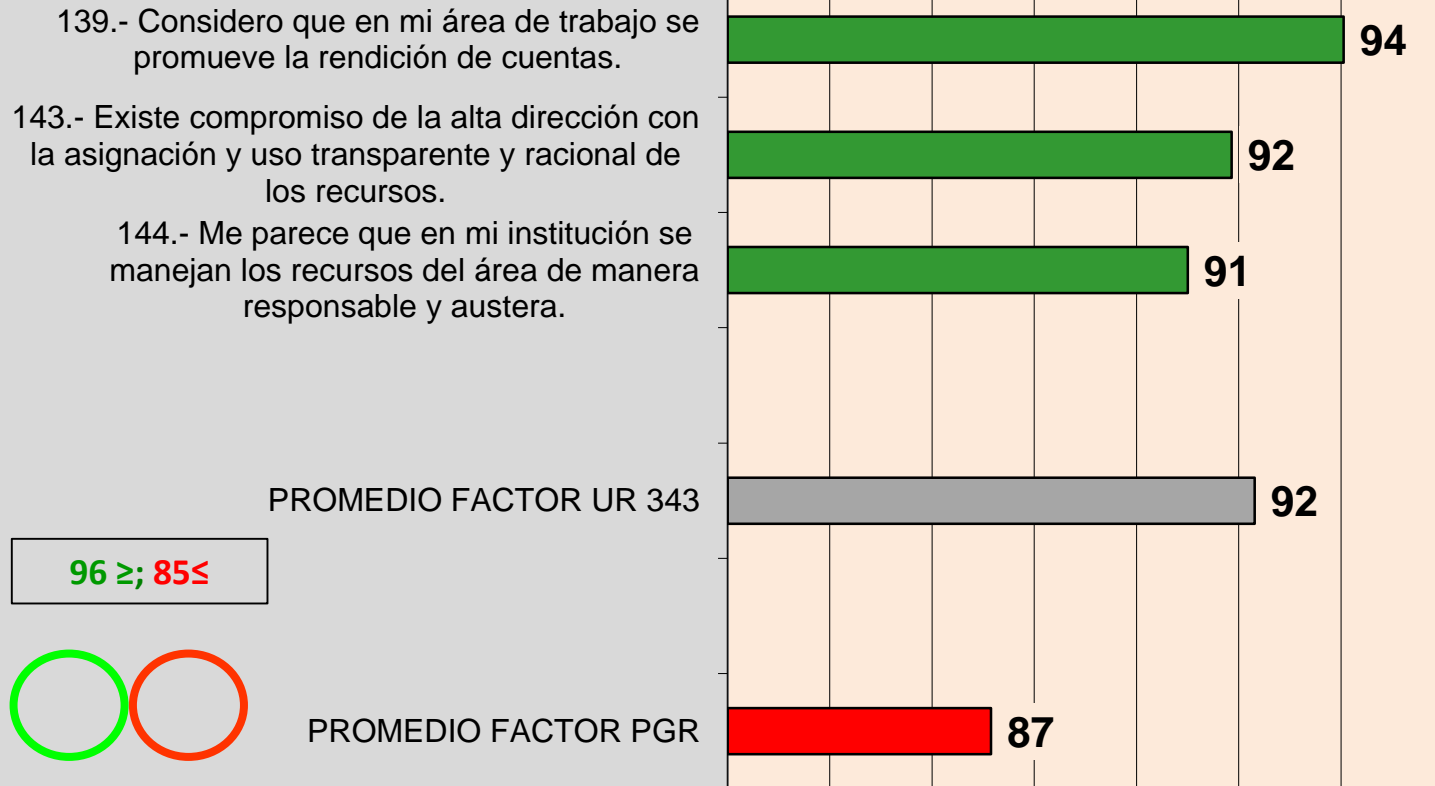 139.- Considero que en mi área de trabajo se
promueve la rendición de cuentas.
94
143.- Existe compromiso de la alta dirección con
la asignación y uso transparente y racional de
los recursos.
92
144.- Me parece que en mi institución se
manejan los recursos del área de manera
responsable y austera.
91
PROMEDIO FACTOR UR 343
92
96 ≥; 85≤
PROMEDIO FACTOR PGR
87